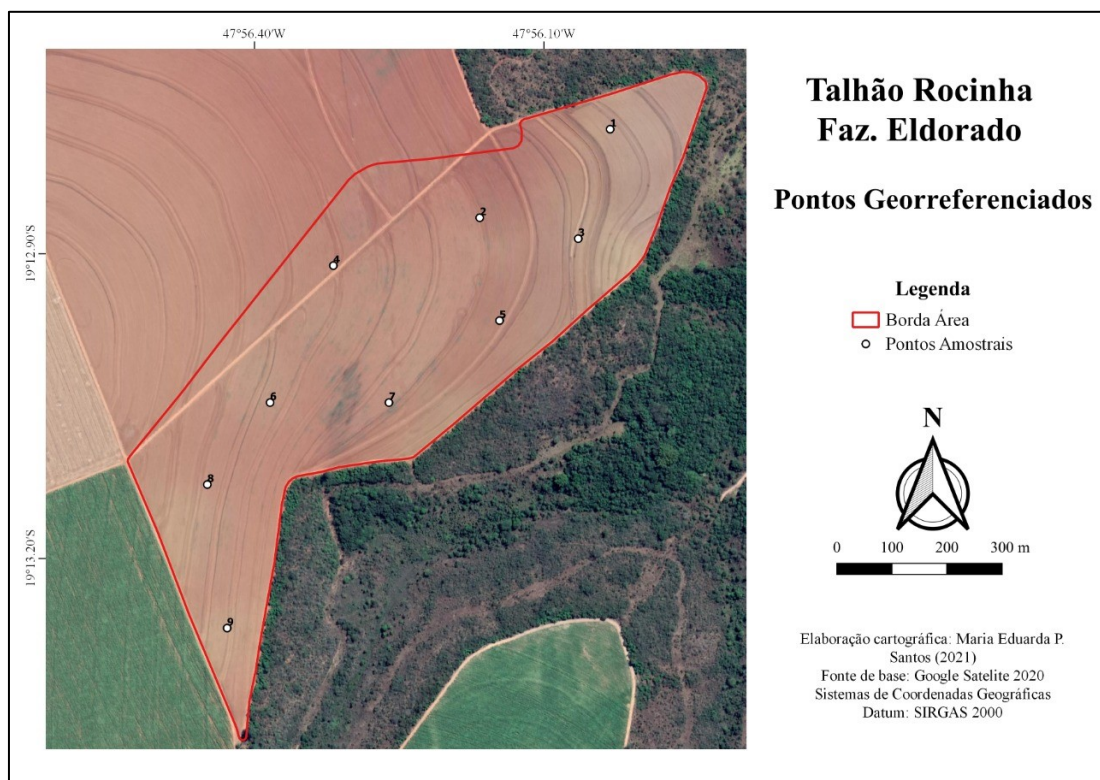 47°56.40'W
47°56.10'W
19°12.90'S
19°13.20'S
1
2
3
4
5
6
7
8
9
Talhão Rocinha
Faz. Eldorado
Pontos Georreferenciados
Legenda
Borda Área
Pontos Amostrais
N
0 100 200 300 m
Elaboração cartográfica: Maria Eduarda P.
Santos (2021)
Fonte de base: Google Satelite 2020
Sistemas de Coordenadas Geográficas
Datum: SIRGAS 2000